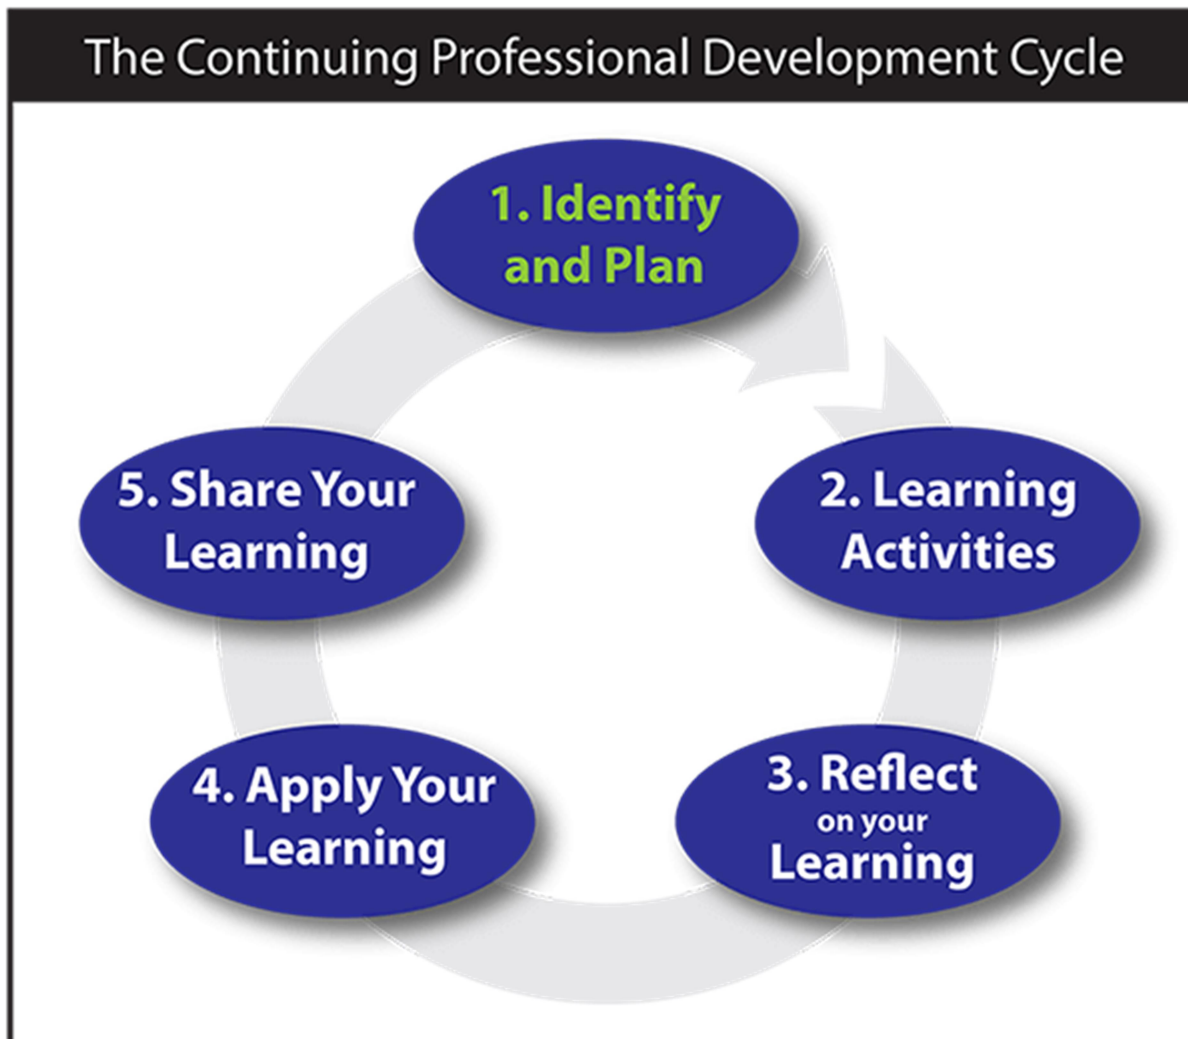 The Continuing Professional Development Cycle
1. Identify
and Plan
2. Learning
Activities
3. Reflect
on your
Learning
4. Apply Your
Learning
5. Share Your
Learning